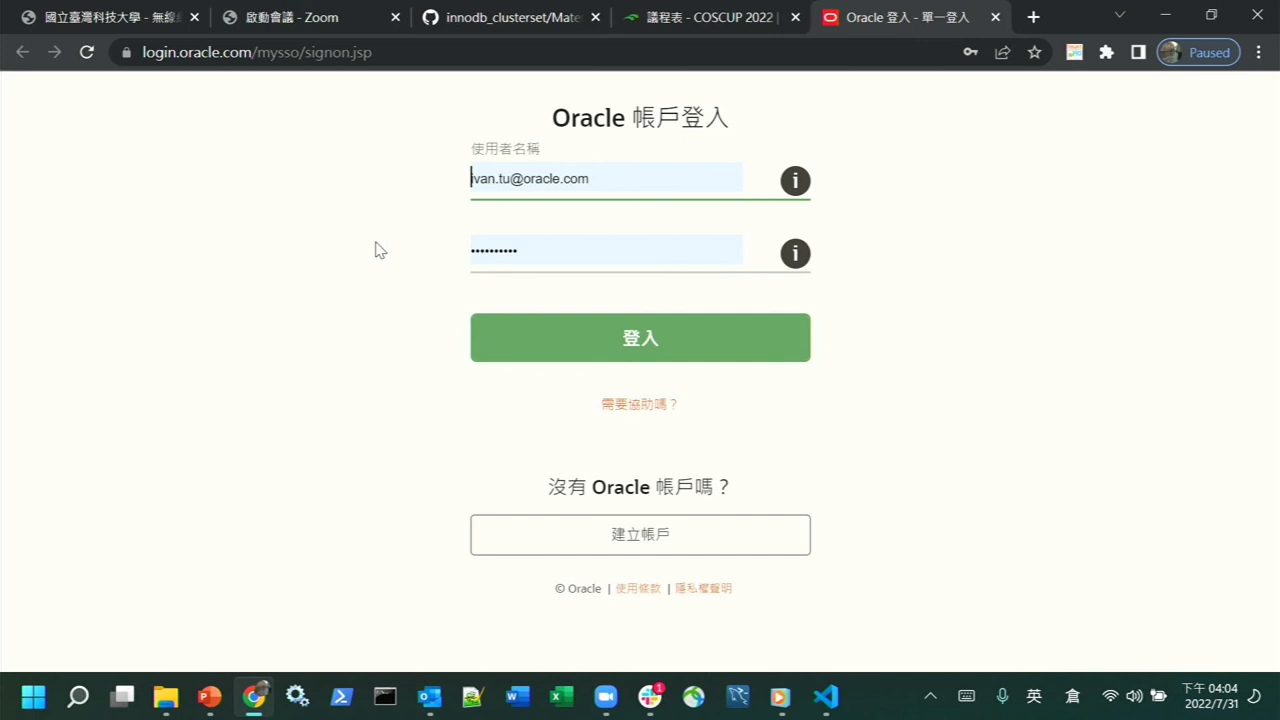 國立臺灣科技大學 - 無線
啟動會議 - Zoom
innodb_clusterset/Mate
議程表 - COSCUP 2022 |
Oracle 登入 - 單一登入
login.oracle.com/mysso/signon.jsp
Paused
Oracle 帳戶登入
使用者名稱
ivan.tu@oracle.com
••••••••••
登入
需要協助嗎？
沒有 Oracle 帳戶嗎？
建立帳戶
© Oracle | 使用條款 | 隱私權聲明
1
英
倉
下午 04:04
2022/7/31